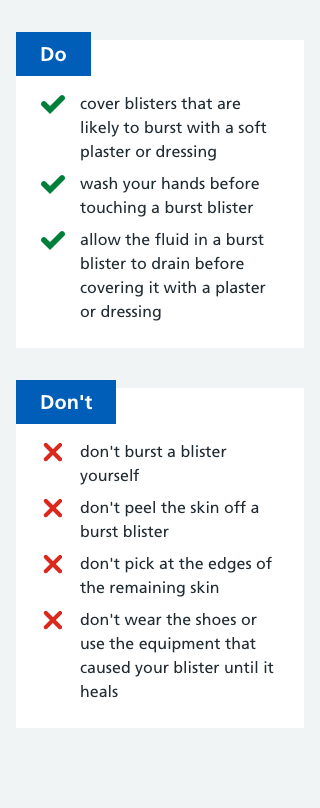 Do
cover blisters that are
likely to burst with a soft
plaster or dressing
wash your hands before
touching a burst blister
allow the fluid in a burst
blister to drain before
covering it with a plaster
or dressing
Don't
don't burst a blister
yourself
don't peel the skin off a
burst blister
don't pick at the edges of
the remaining skin
don't wear the shoes or
use the equipment that
caused your blister until it
heals